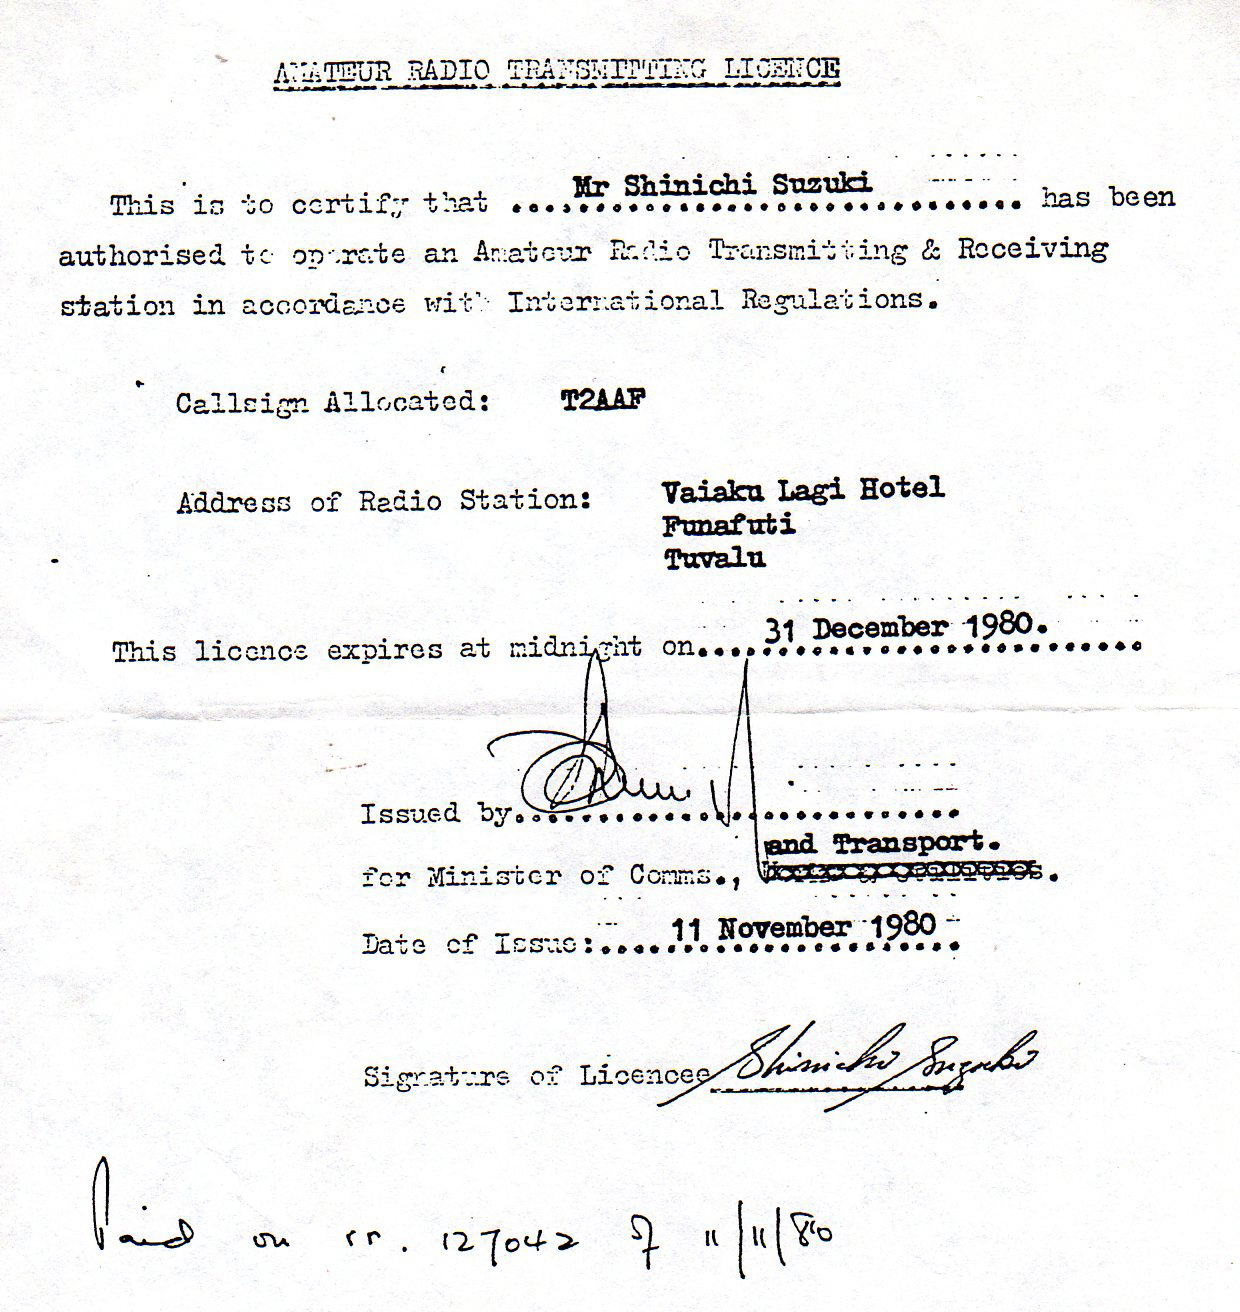 AMATEUR RADIO TRANSMITTING LICENCE
This is to certify that Mr Shinichi Suzuki has been
authorised to operate an Amateur Radio Transmitting & Receiving
station in accordance with International Regulations.
Callsign Allocated: T2AAF
Address of Radio Station: Vaiaku Lagi Hotel
Funafuti
Tuvalu
This licence expires at midnight on 31 December 1980.
Issued by
and Transport.
for Minister of Comms.,
Date of Issue: 11 November 1980
Signature of Licencee Shinichi Suzuki
Paid on rr. 127042 of 11/11/80